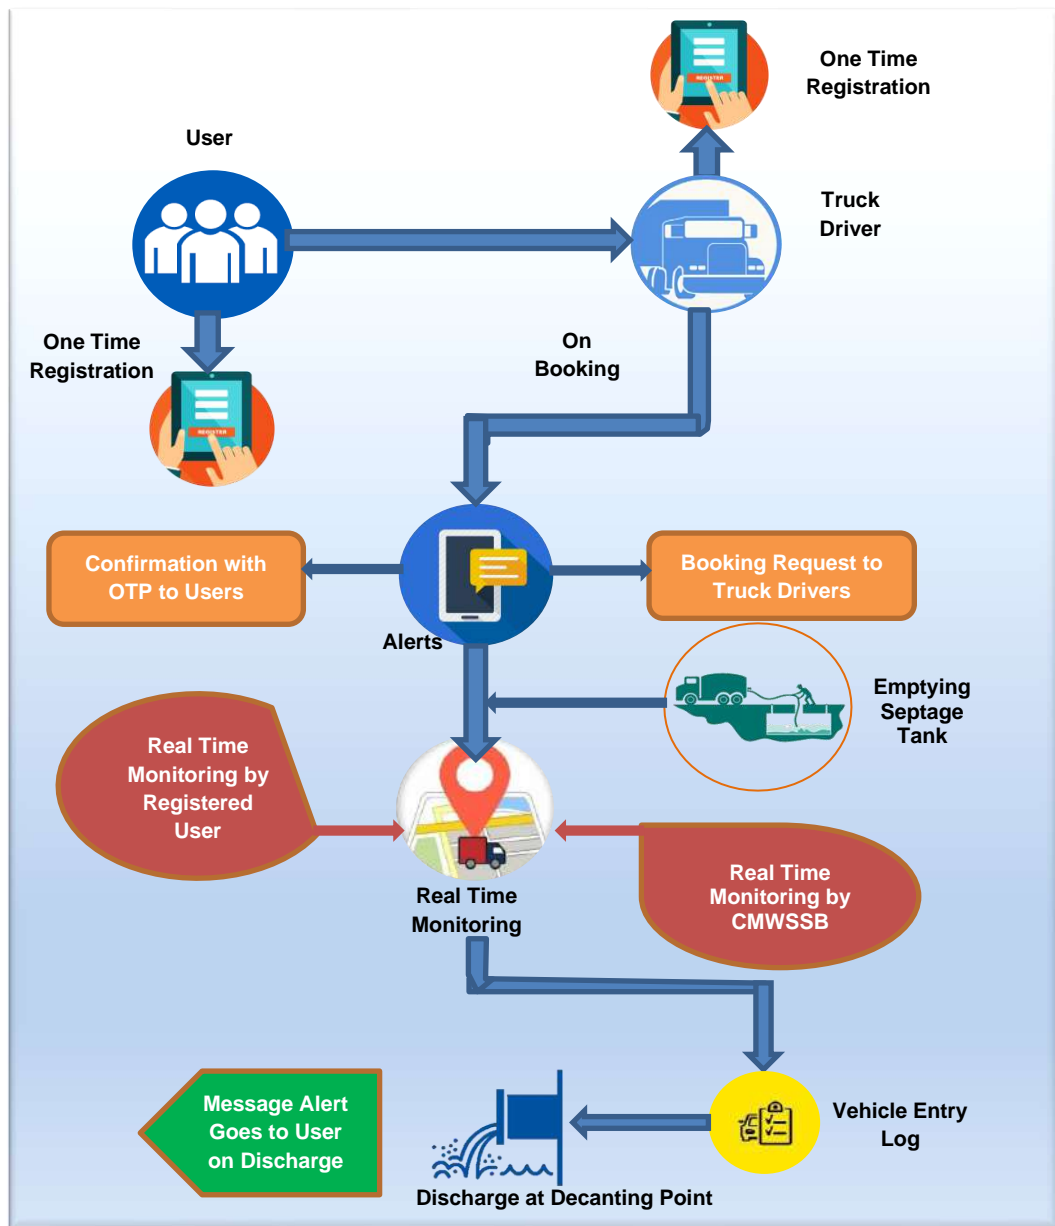 One Time
Registration
REGISTER
User
Truck
Driver
One Time
Registration
REGISTER
On
Booking
Confirmation with
OTP to Users
Booking Request to
Truck Drivers
Alerts
Emptying
Septage
Tank
Real Time
Monitoring by
Registered
User
Real Time
Monitoring
Real Time
Monitoring by
CMWSSB
Message Alert
Goes to User
on Discharge
Vehicle Entry
Log
Discharge at Decanting Point